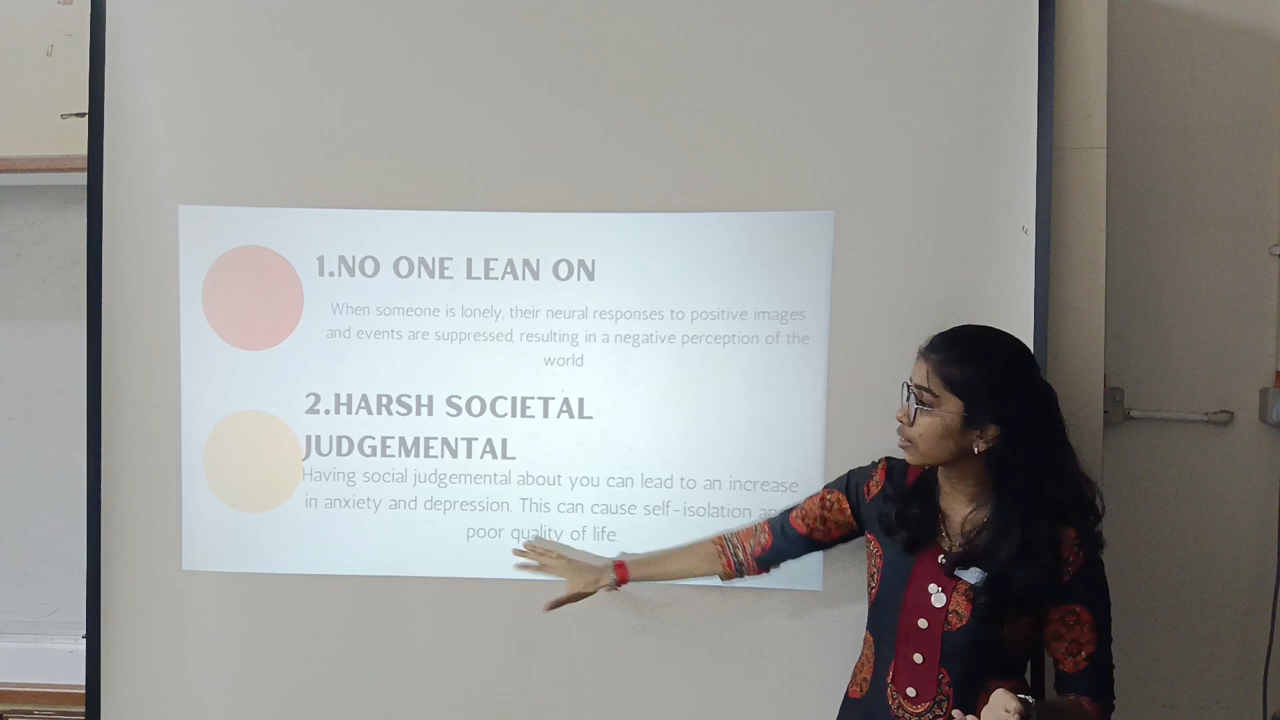 1.NO ONE LEAN ON
When someone is lonely, their neural responses to positive images
and events are suppressed, resulting in a negative perception of the
world
2.HARSH SOCIETAL
JUDGEMENTAL
Having social judgemental about you can lead to an increase
in anxiety and depression. This can cause self-isolation
poor quality of life.